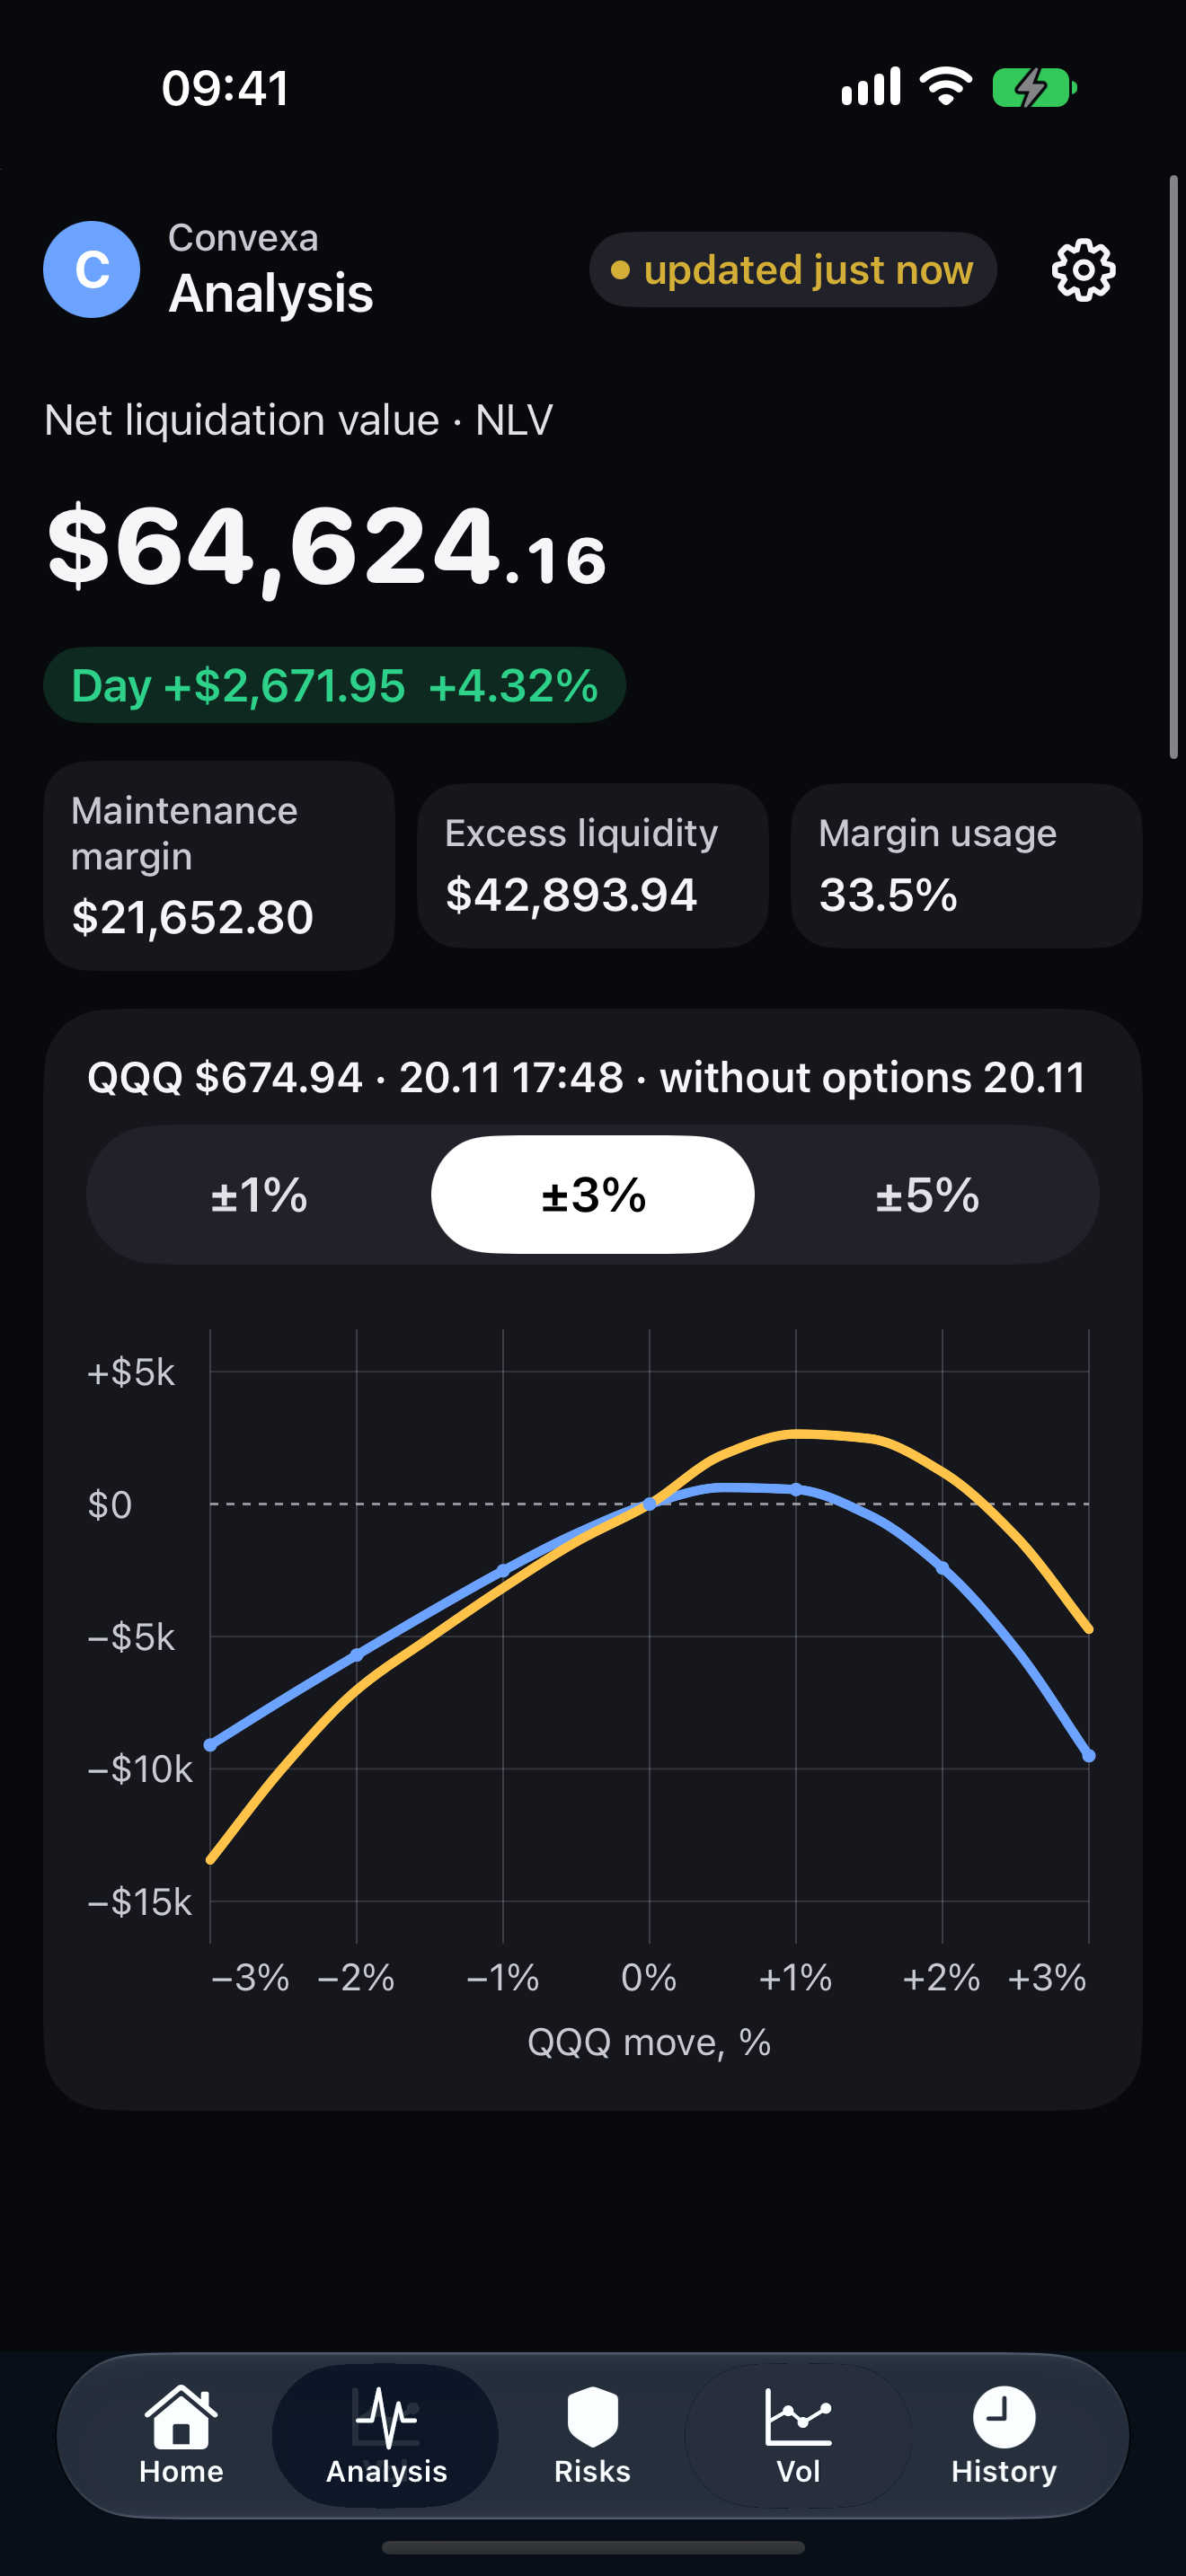 09:41
C
Convexa
Analysis
updated just now
Net liquidation value · NLV
$64,624.16
Day +$2,671.95 +4.32%
Maintenance
margin
$21,652.80
Excess liquidity
$42,893.94
Margin usage
33.5%
QQQ $674.94 · 20.11 17:48 · without options 20.11
±1%
±3%
±5%
+$5k
$0
−$5k
−$10k
−$15k
−3% −2% −1% 0% +1% +2% +3%
QQQ move, %
Home
Analysis
Risks
Vol
History